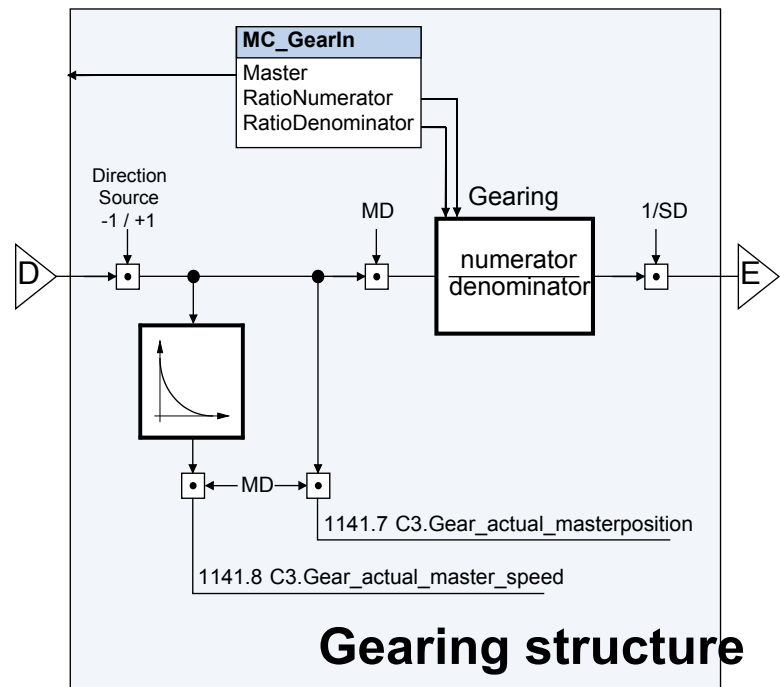 MC_GearIn
Master
RatioNumerator
RatioDenominator
Direction
Source
-1 / +1
MD
Gearing
1/SD
D
numerator
denominator
E
MD
1141.7 C3.Gear_actual_masterposition
1141.8 C3.Gear_actual_master_speed
Gearing structure